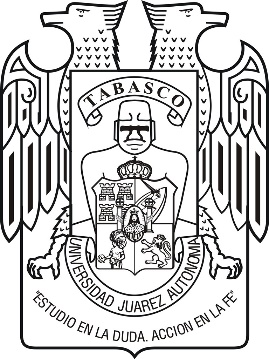 TABASCO
UNIVERSIDAD JUAREZ AUTONOMA
"ESTUDIO EN LA DUDA. ACCION EN LA FE"